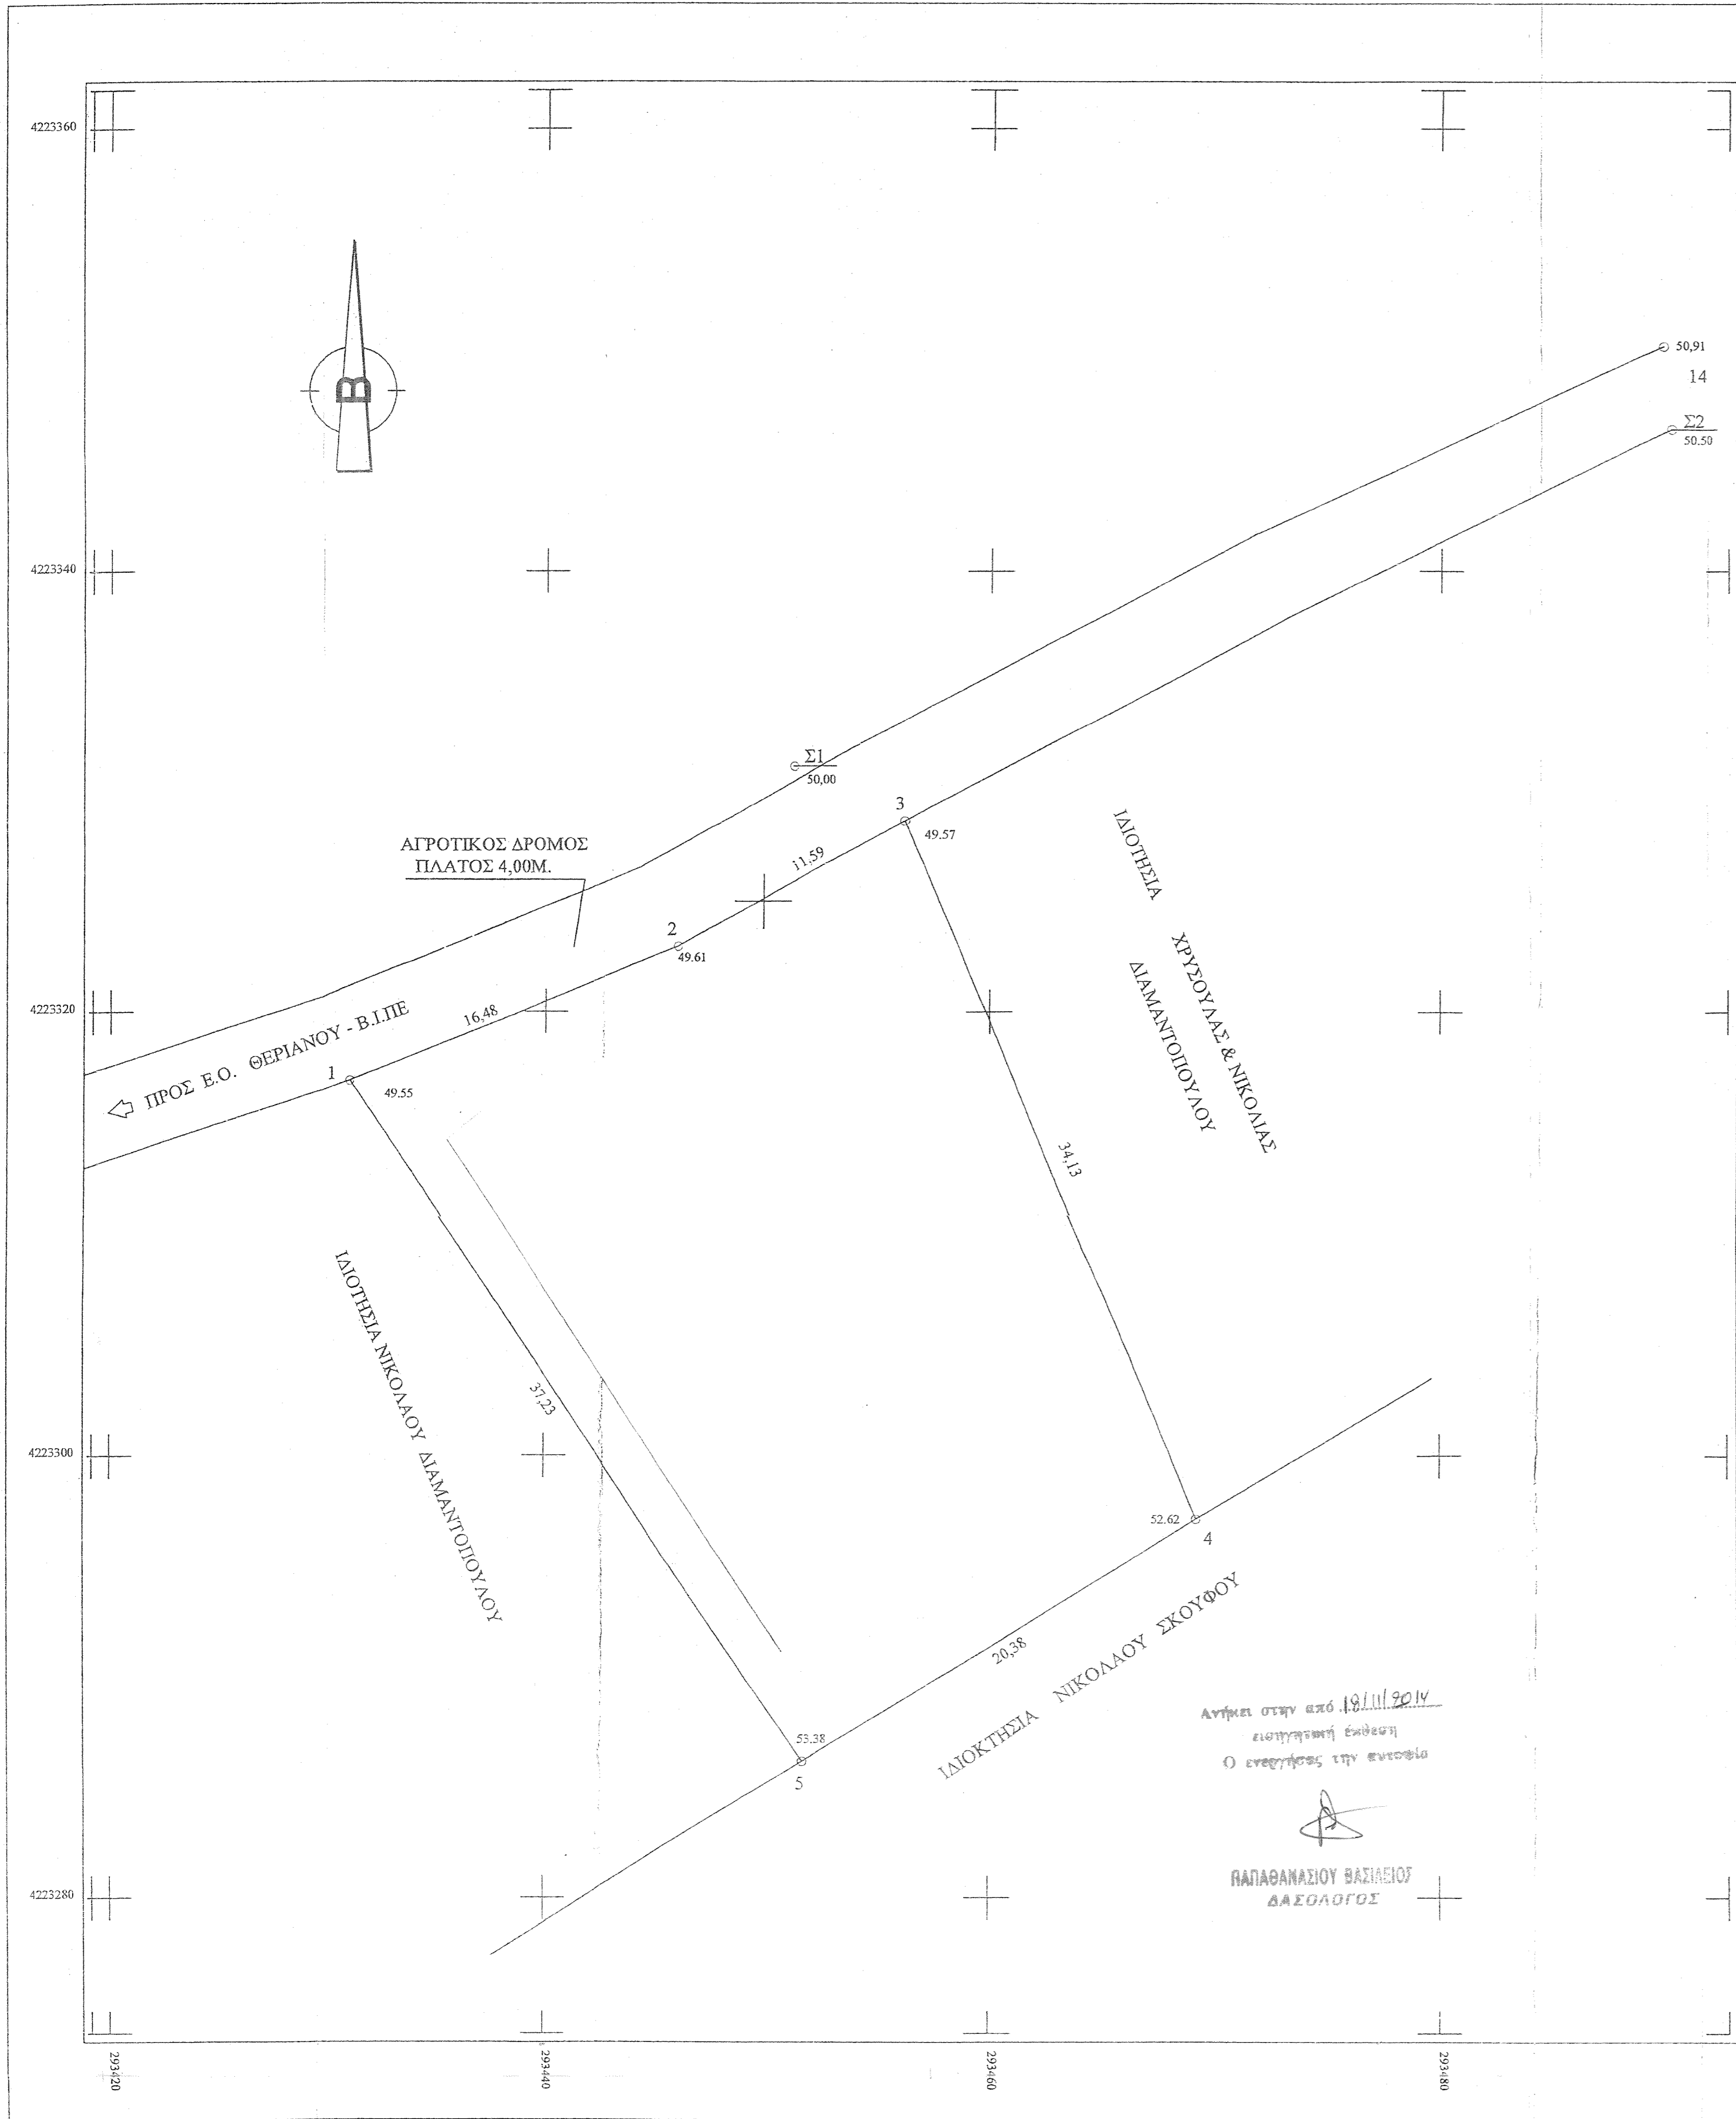 4223360
B
50,91
14
Σ2
50.50
4223340
Σ1
50,00
3
49.57
11,59
ΑΓΡΟΤΙΚΟΣ ΔΡΟΜΟΣ
ΠΛΑΤΟΣ 4,00Μ.
2
49.61
ΙΔΙΟΤΗΣΙΑ ΧΡΥΣΟΥΛΑΣ & ΝΙΚΟΛΙΑΣ
ΔΙΑΜΑΝΤΟΠΟΥΛΟΥ
4223320
16,48
ΠΡΟΣ Ε.Ο. ΘΕΡΙΑΝΟΥ - Β.Ι.ΠΕ
1
49.55
34,13
ΙΔΙΟΤΗΣΙΑ ΝΙΚΟΛΑΟΥ ΔΙΑΜΑΝΤΟΠΟΥΛΟΥ
37,23
4223300
52.62
4
20,38
ΙΔΙΟΚΤΗΣΙΑ ΝΙΚΟΛΑΟΥ ΣΚΟΥΦΟΥ
53.38
5
Ανήκει στην από 18/11/2014
εισηγητική έκθεση
Ο ενεργήσας την αυτοψία
ΠΑΠΑΘΑΝΑΣΙΟΥ ΒΑΣΙΛΕΙΟΣ
ΔΑΣΟΛΟΓΟΣ
4223280
293420
293440
293460
293480